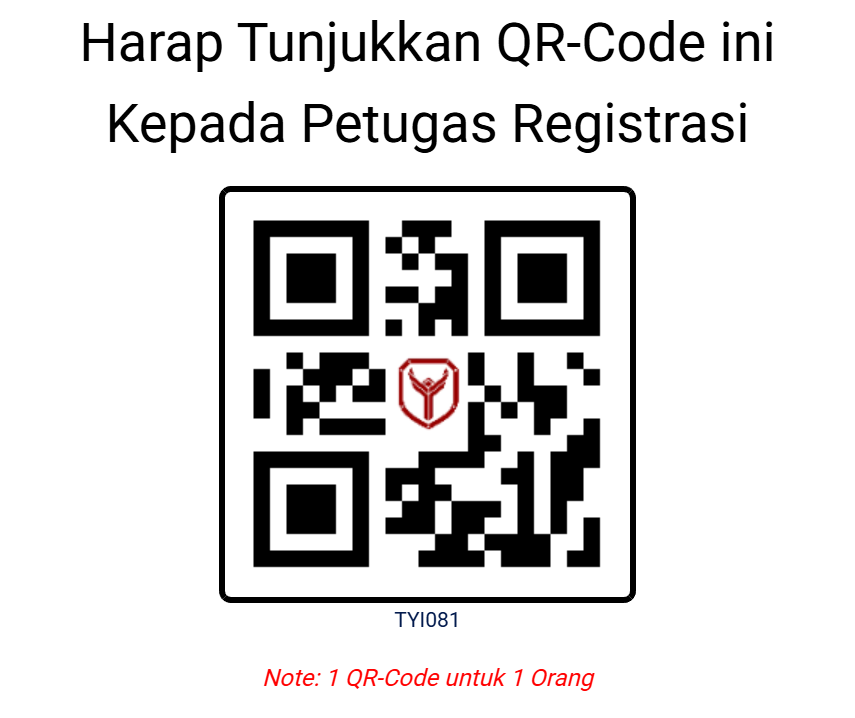 Harap Tunjukkan QR-Code ini
Kepada Petugas Registrasi
TYI081
Note: 1 QR-Code untuk 1 Orang